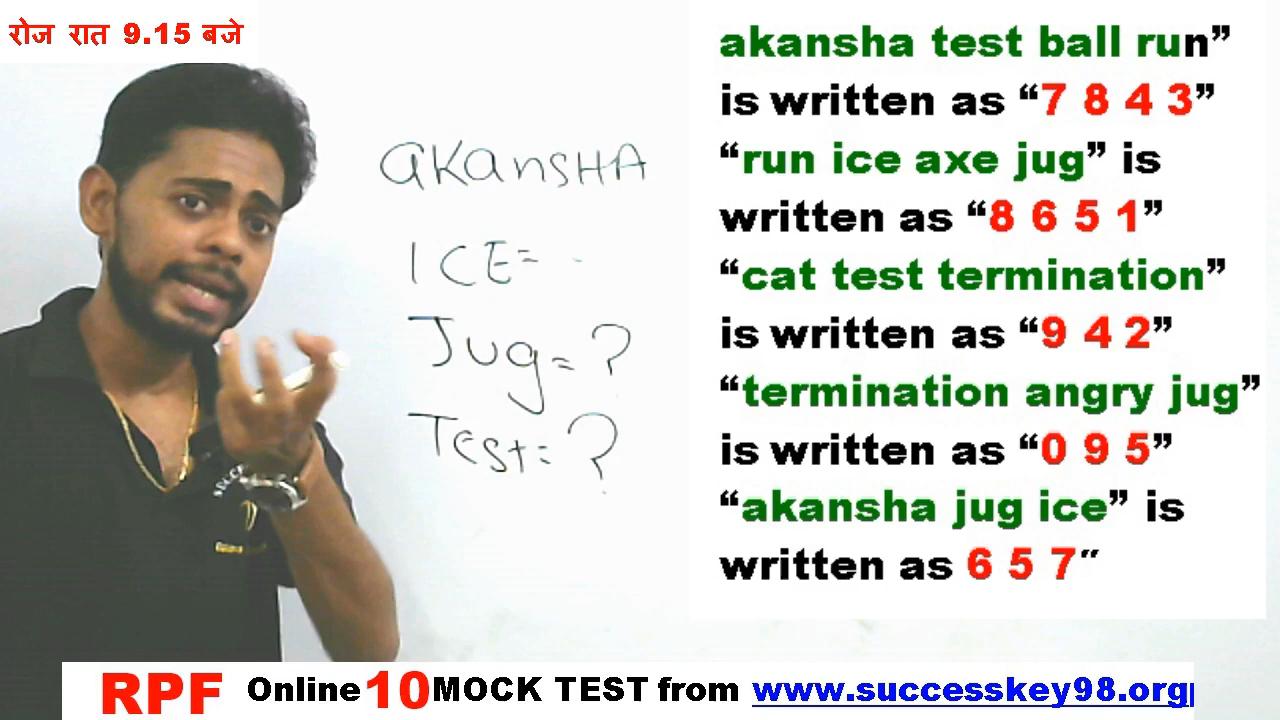 रोज रात 9.15 बजे
akansha test ball run”
is written as “7 8 4 3”
“run ice axe jug” is
written as “8 6 5 1”
“cat test termination”
is written as “9 4 2”
“termination angry jug”
is written as “0 9 5”
“akansha jug ice” is
written as 6 5 7”
akansHA
ICE=
Jug=?
Test=?
RPF Online 10 MOCK TEST from www.successkey98.org